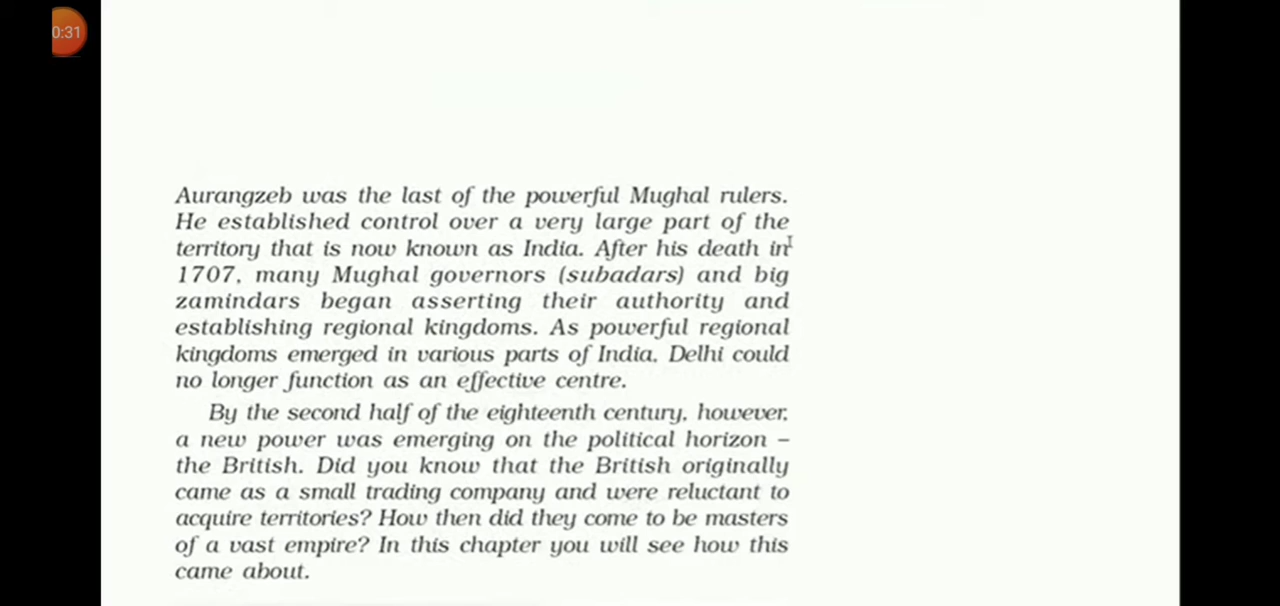 0:31
Aurangzeb was the last of the powerful Mughal rulers.
He established control over a very large part of the
territory that is now known as India. After his death in
1707, many Mughal governors (subadars) and big
zamindars began asserting their authority and
establishing regional kingdoms. As powerful regional
kingdoms emerged in various parts of India, Delhi could
no longer function as an effective centre.
By the second half of the eighteenth century, however,
a new power was emerging on the political horizon –
the British. Did you know that the British originally
came as a small trading company and were reluctant to
acquire territories? How then did they come to be masters
of a vast empire? In this chapter you will see how this
came about.